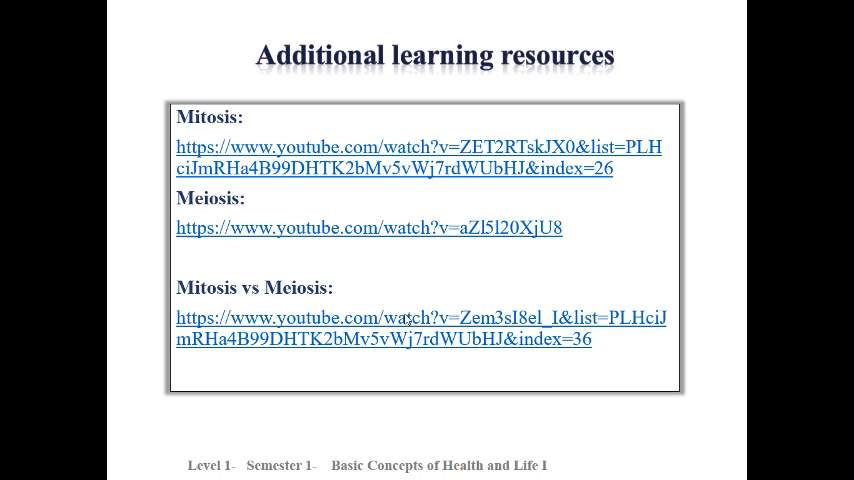 Additional learning resources
Mitosis:
https://www.youtube.com/watch?v=ZET2RTskJX0&list=PLH
ciJmRHa4B99DHTK2bMv5vWj7rdWUbHJ&index=26
Meiosis:
https://www.youtube.com/watch?v=aZl5l20XjU8
Mitosis vs Meiosis:
https://www.youtube.com/watch?v=Zem3sI8el_I&list=PLHciJ
mRHa4B99DHTK2bMv5vWj7rdWUbHJ&index=36
Level 1- Semester 1- Basic Concepts of Health and Life I